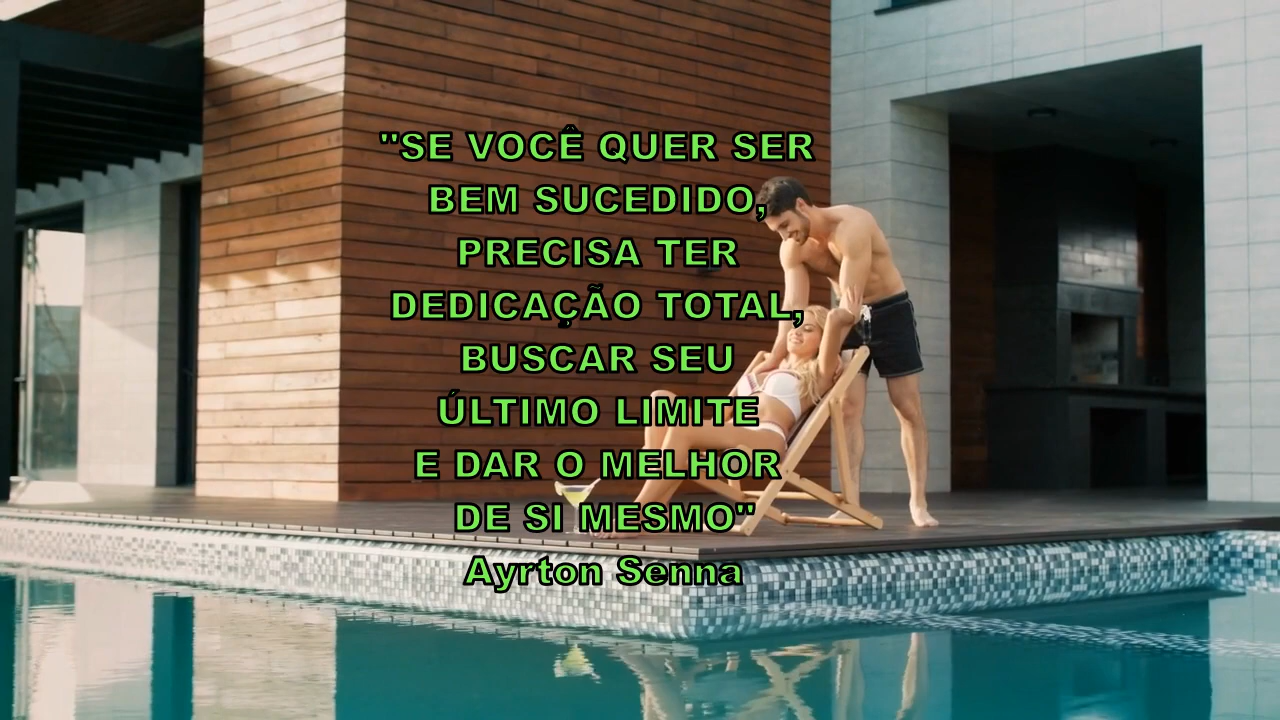 "SE VOCÊ QUER SER
BEM SUCEDIDO,
PRECISA TER
DEDICAÇÃO TOTAL,
BUSCAR SEU
ÚLTIMO LIMITE
E DAR O MELHOR
DE SI MESMO"
Ayrton Senna